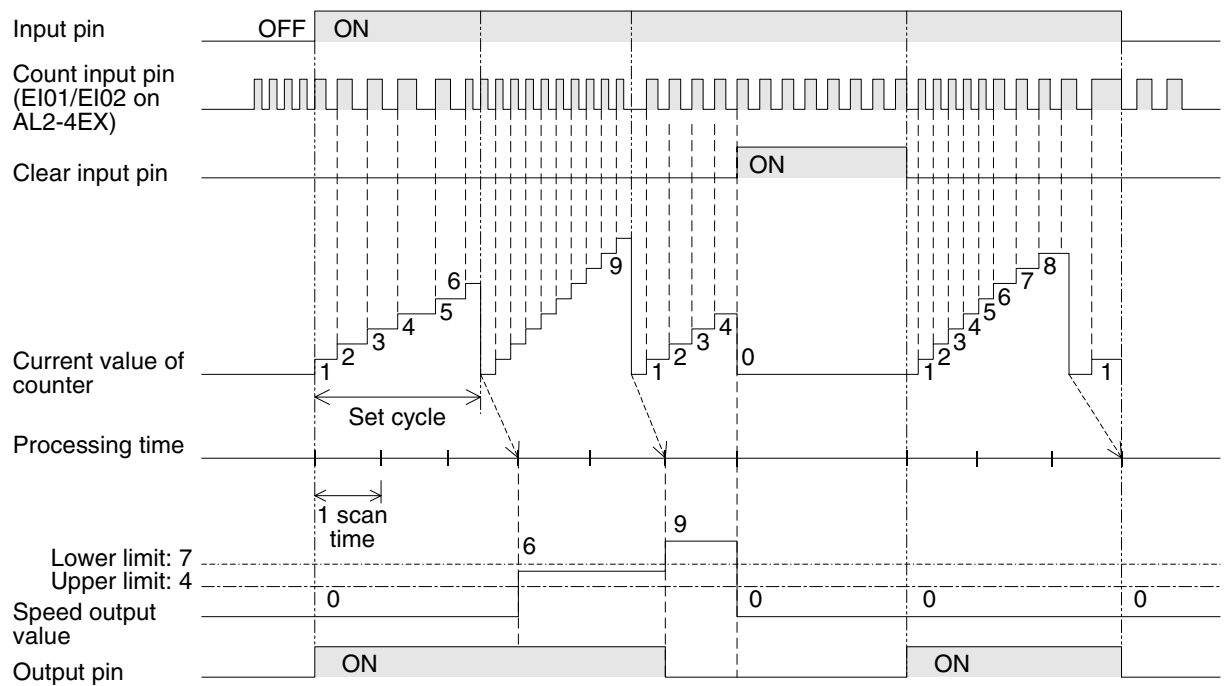 Input pin
OFF
ON
Count input pin
(EI01/EI02 on
AL2-4EX)
Clear input pin
ON
Current value of
counter
1
2
3
4
5
6
9
1
2
3
4
0
1
2
3
4
5
6
7
8
1
Set cycle
Processing time
1 scan
time
Lower limit: 7
Upper limit: 4
Speed output
value
0
6
9
0
0
0
Output pin
ON
ON